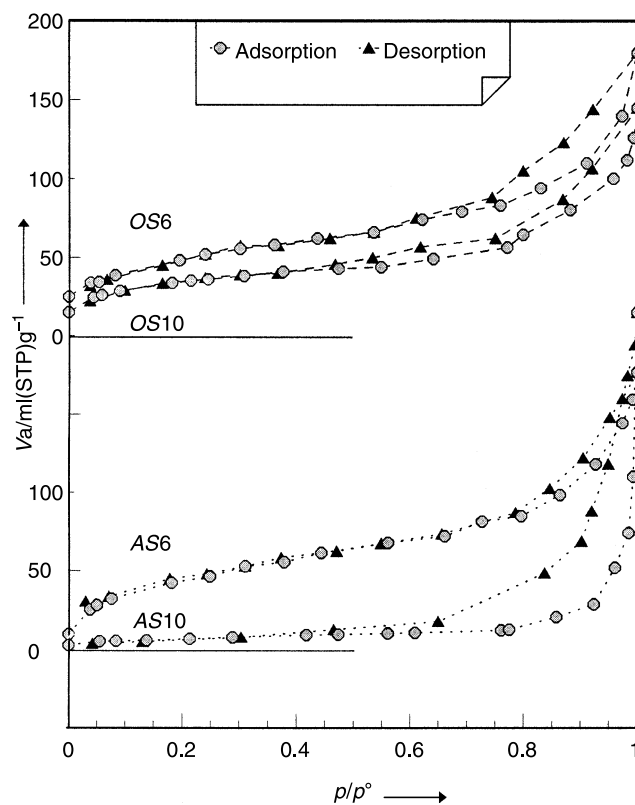 200
Adsorption Desorption
150
100
OS6
50
OS10
0
Va/ml(STP)g⁻¹
100
AS6
50
AS10
0
0 0.2 0.4 0.6 0.8 1
p/p°